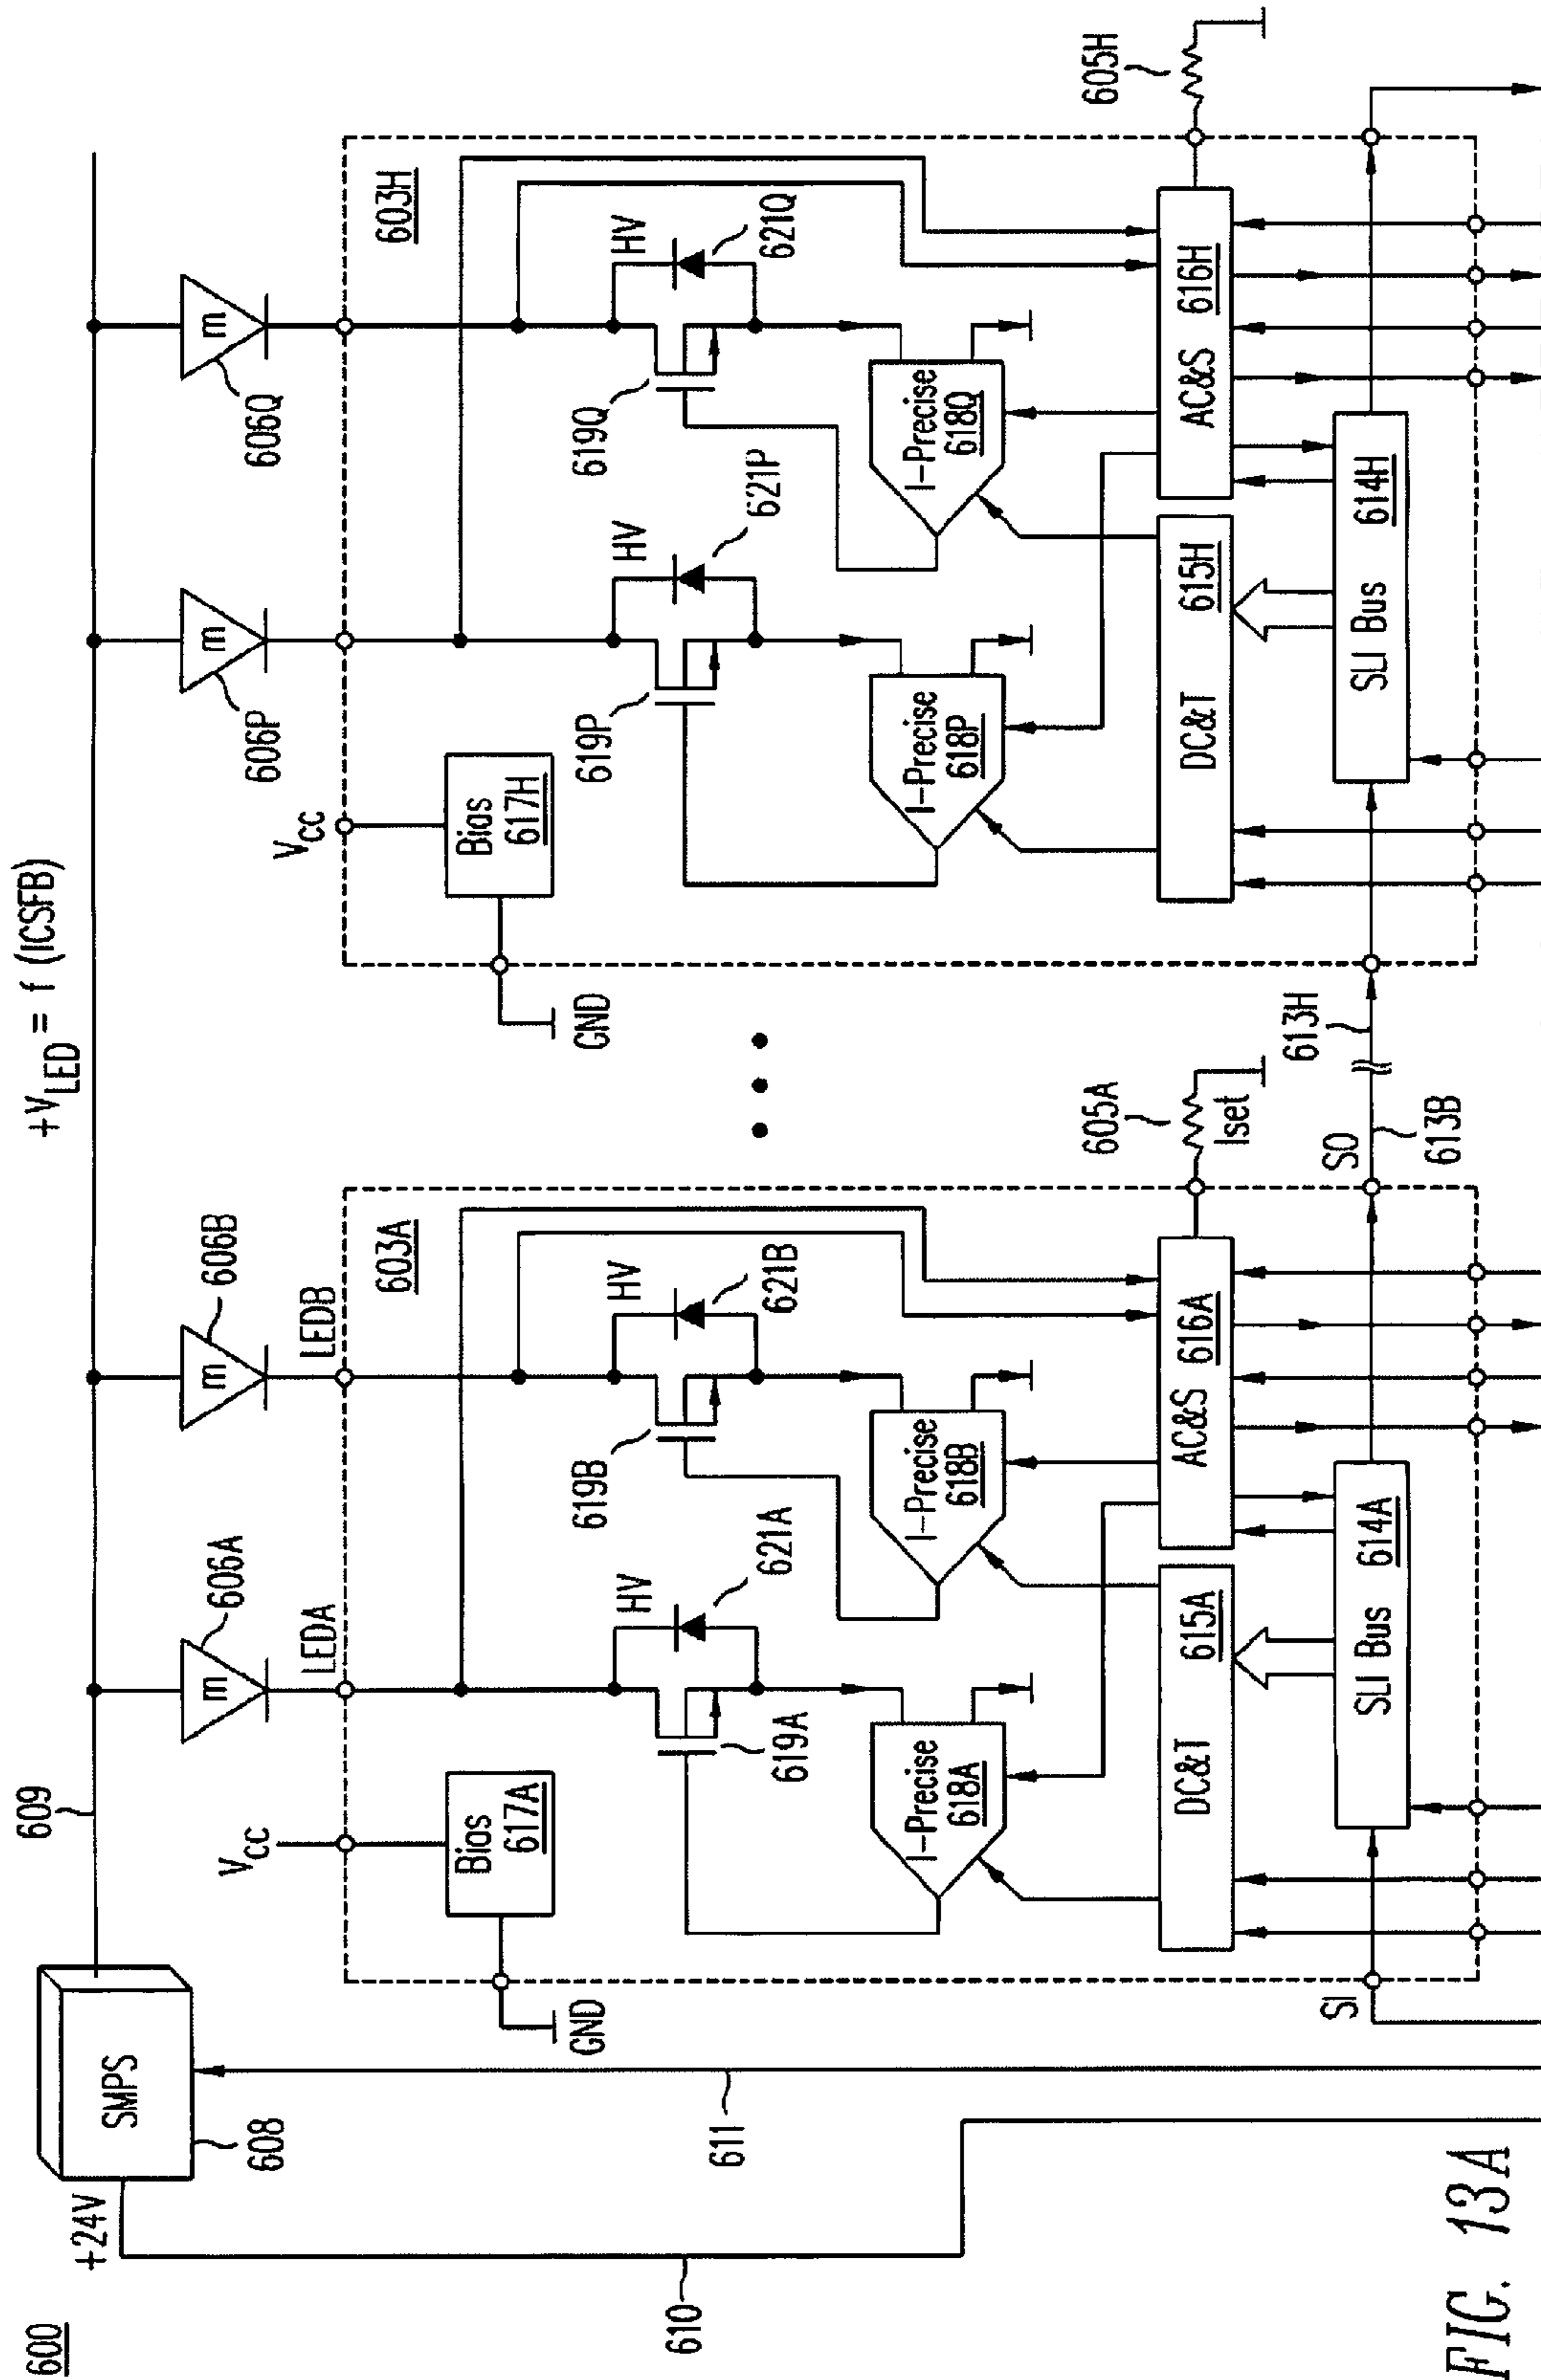 600
+24V
SMPS
608
609
+VLED = f (ICSFB)
610
611
606A
606B
606P
606Q
m
m
m
m
LEDA
LEDB
VCC
VCC
603A
603H
Bias
617A
Bias
617H
GND
GND
HV
HV
HV
HV
619A
621A
619B
621B
619P
621P
619Q
621Q
I-Precise
618A
I-Precise
618B
I-Precise
618P
I-Precise
618Q
605A
Iset
605H
DC&T 615A
AC&S 616A
DC&T 615H
AC&S 616H
SLI Bus 614A
SLI Bus 614H
SI
SO
613B
613H
FIG. 13A